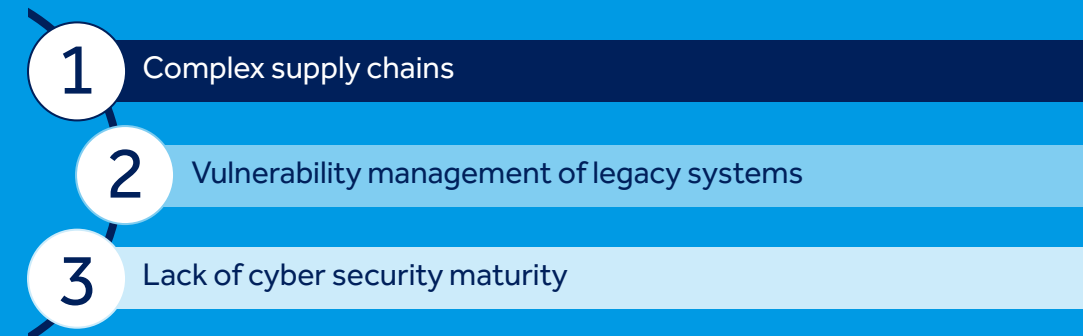 1 Complex supply chains
2 Vulnerability management of legacy systems
3 Lack of cyber security maturity